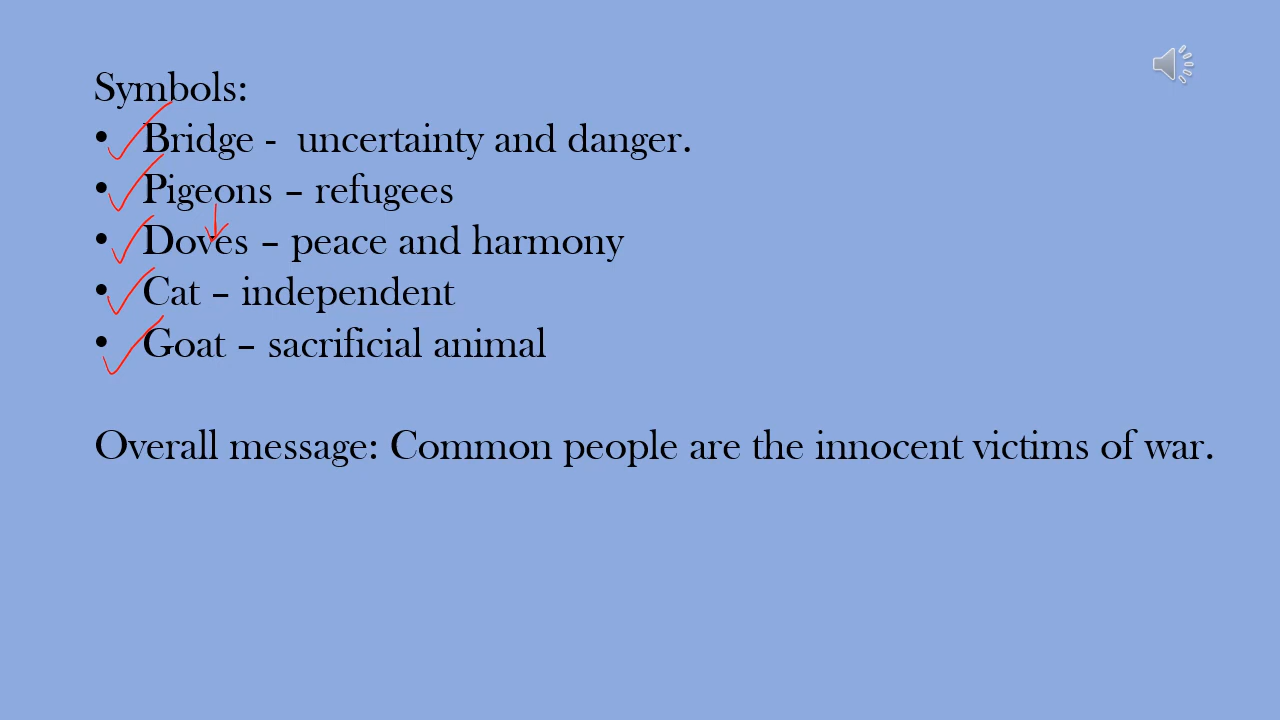 Symbols:
• Bridge -  uncertainty and danger.
• Pigeons – refugees
• Doves – peace and harmony
• Cat – independent
• Goat – sacrificial animal
Overall message: Common people are the innocent victims of war.